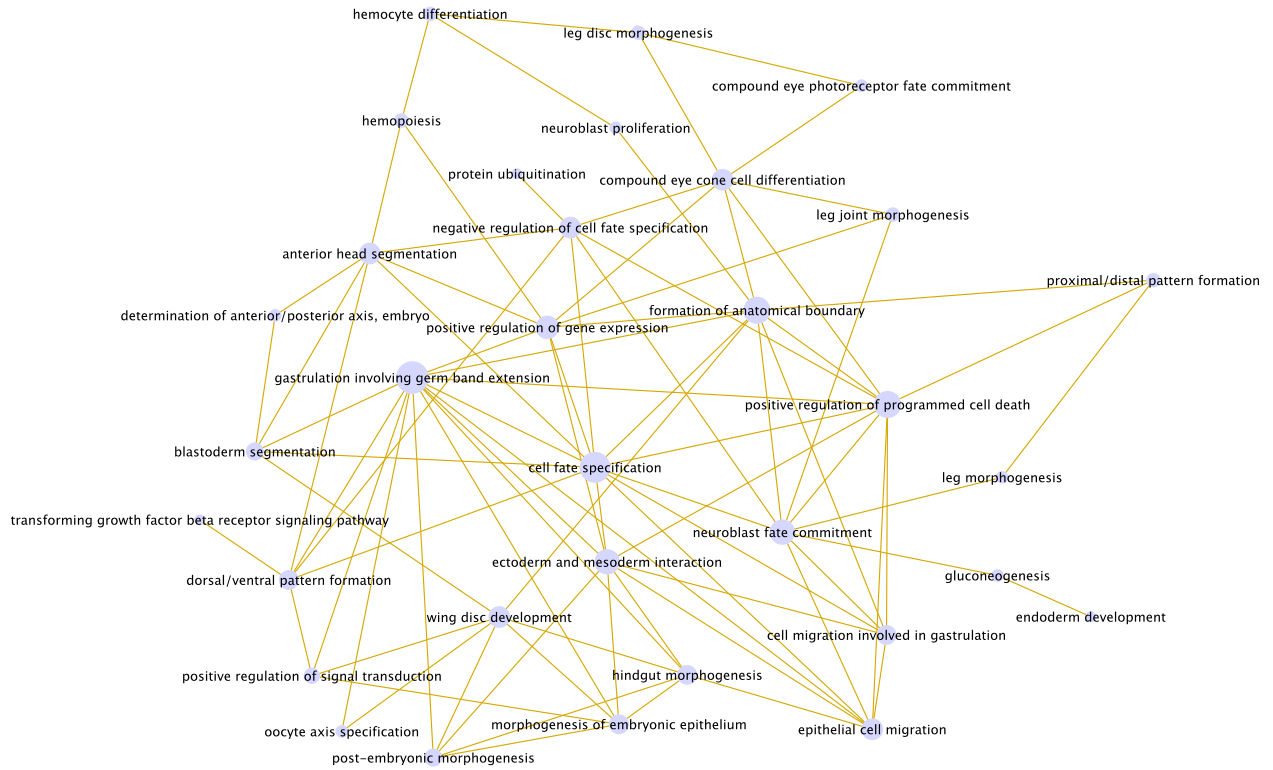 hemocyte differentiation
leg disc morphogenesis
compound eye photoreceptor fate commitment
hemopoiesis
neuroblast proliferation
protein ubiquitination
compound eye cone cell differentiation
leg joint morphogenesis
negative regulation of cell fate specification
anterior head segmentation
proximal/distal pattern formation
formation of anatomical boundary
determination of anterior/posterior axis, embryo
positive regulation of gene expression
gastrulation involving germ band extension
positive regulation of programmed cell death
blastoderm segmentation
cell fate specification
leg morphogenesis
transforming growth factor beta receptor signaling pathway
neuroblast fate commitment
ectoderm and mesoderm interaction
gluconeogenesis
dorsal/ventral pattern formation
wing disc development
endoderm development
cell migration involved in gastrulation
positive regulation of signal transduction
hindgut morphogenesis
morphogenesis of embryonic epithelium
oocyte axis specification
epithelial cell migration
post-embryonic morphogenesis